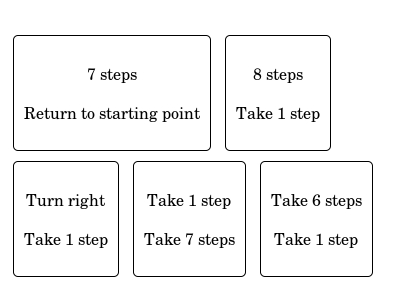 7 steps
Return to starting point
8 steps
Take 1 step
Turn right
Take 1 step
Take 1 step
Take 7 steps
Take 6 steps
Take 1 step